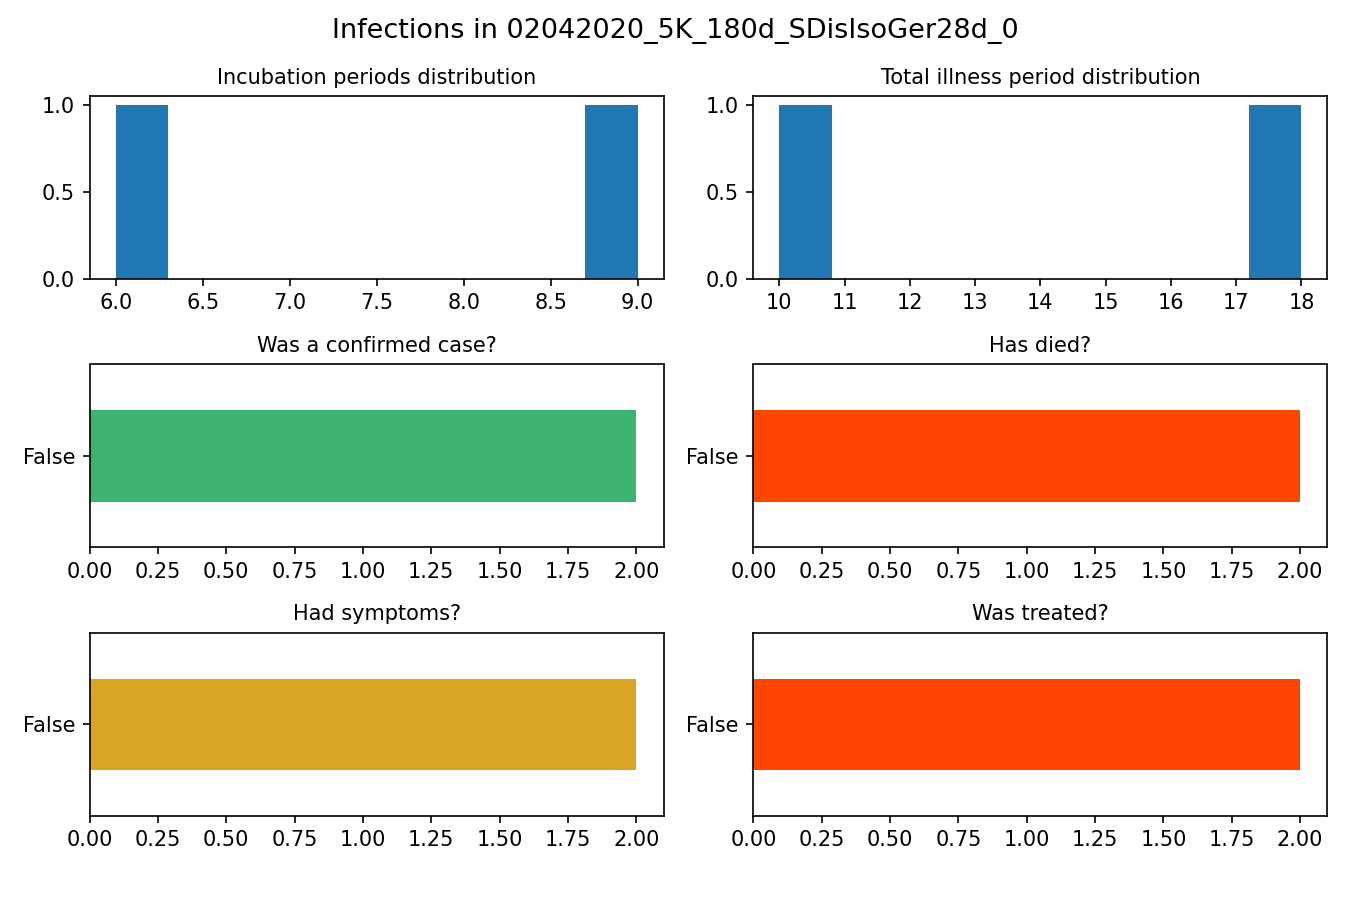 Infections in 02042020_5K_180d_SDisIsoGer28d_0
Incubation periods distribution
1.0
0.5
0.0
6.0 6.5 7.0 7.5 8.0 8.5 9.0
Total illness period distribution
1.0
0.5
0.0
10 11 12 13 14 15 16 17 18
Was a confirmed case?
False
0.00 0.25 0.50 0.75 1.00 1.25 1.50 1.75 2.00
Has died?
False
0.00 0.25 0.50 0.75 1.00 1.25 1.50 1.75 2.00
Had symptoms?
False
0.00 0.25 0.50 0.75 1.00 1.25 1.50 1.75 2.00
Was treated?
False
0.00 0.25 0.50 0.75 1.00 1.25 1.50 1.75 2.00